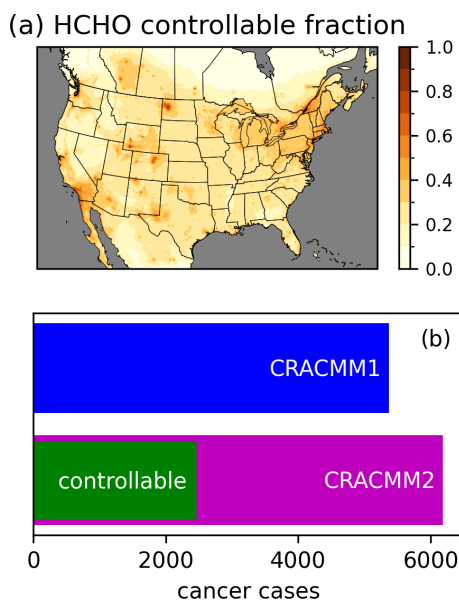 (a) HCHO controllable fraction
1.0
0.8
0.6
0.4
0.2
0.0
(b)
CRACMM1
controllable
CRACMM2
0
2000
4000
6000
cancer cases